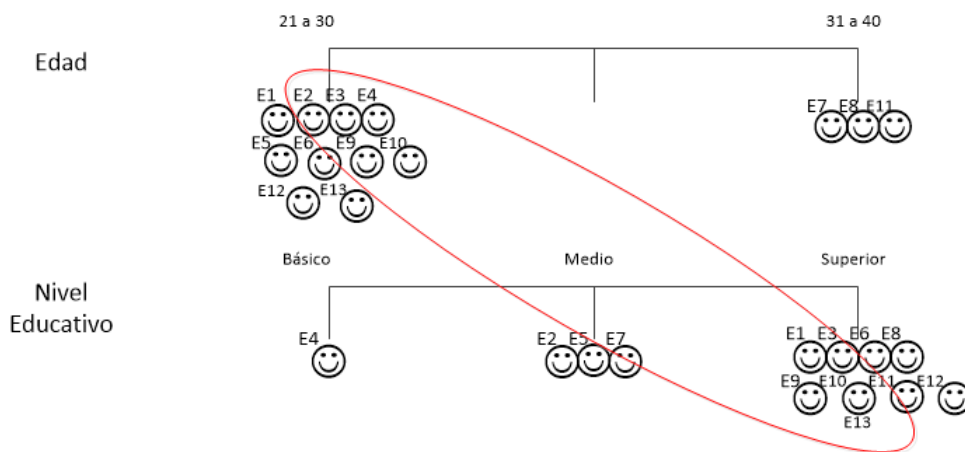 21 a 30
31 a 40
Edad
E1 E2 E3 E4
E7 E8 E11
E5 E6 E9 E10
E12 E13
Básico
Medio
Superior
Nivel
Educativo
E4
E2 E5 E7
E1 E3 E6 E8
E9 E10 E11 E12
E13